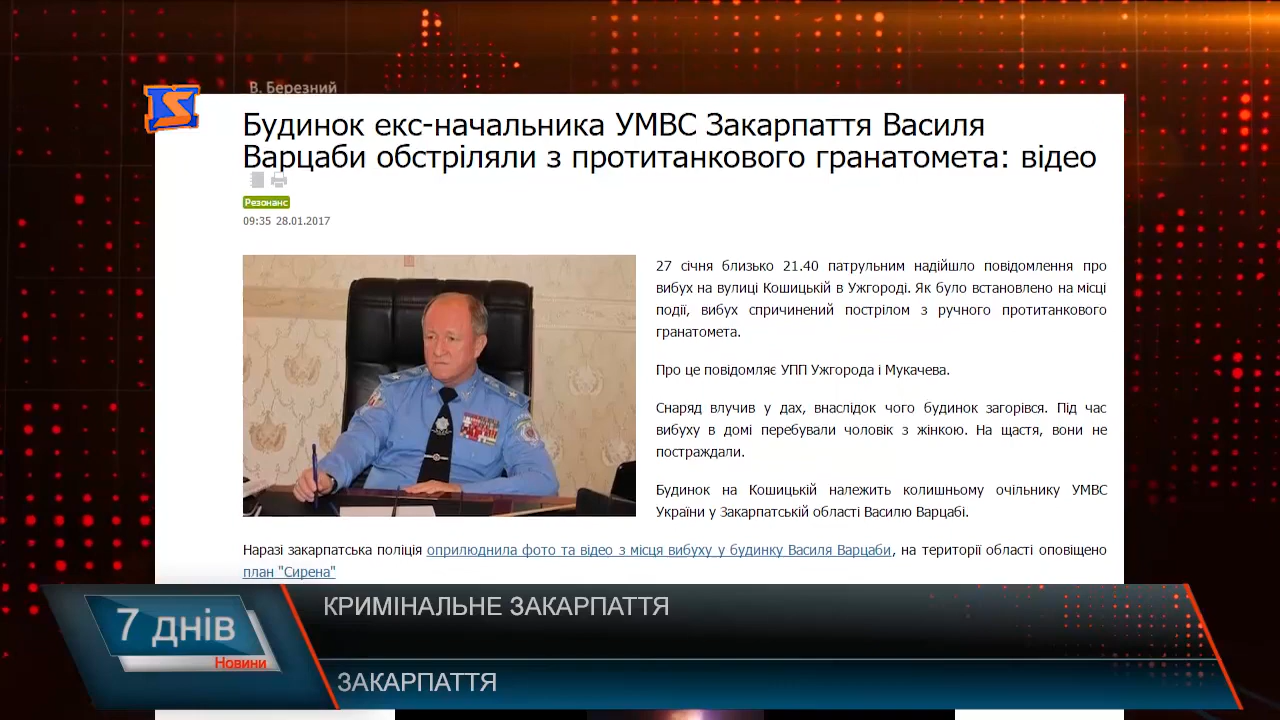 В. Березний
S
Будинок екс-начальника УМВС Закарпаття Василя
Варцаби обстріляли з протитанкового гранатомета: відео
Резонанс
09:35 28.01.2017
27 січня близько 21.40 патрульним надійшло повідомлення про
вибух на вулиці Кошицькій в Ужгороді. Як було встановлено на місці
події, вибух спричинений пострілом з ручного протитанкового
гранатомета.
Про це повідомляє УПП Ужгорода і Мукачева.
Снаряд влучив у дах, внаслідок чого будинок загорівся. Під час
вибуху в домі перебували чоловік з жінкою. На щастя, вони не
постраждали.
Будинок на Кошицькій належить колишньому очільнику УМВС
України у Закарпатській області Василю Варцабі.
Наразі закарпатська поліція оприлюднила фото та відео з місця вибуху у будинку Василя Варцаби, на території області оповіщено
план "Сирена"
7 днів
Новини
КРИМІНАЛЬНЕ ЗАКАРПАТТЯ
ЗАКАРПАТТЯ